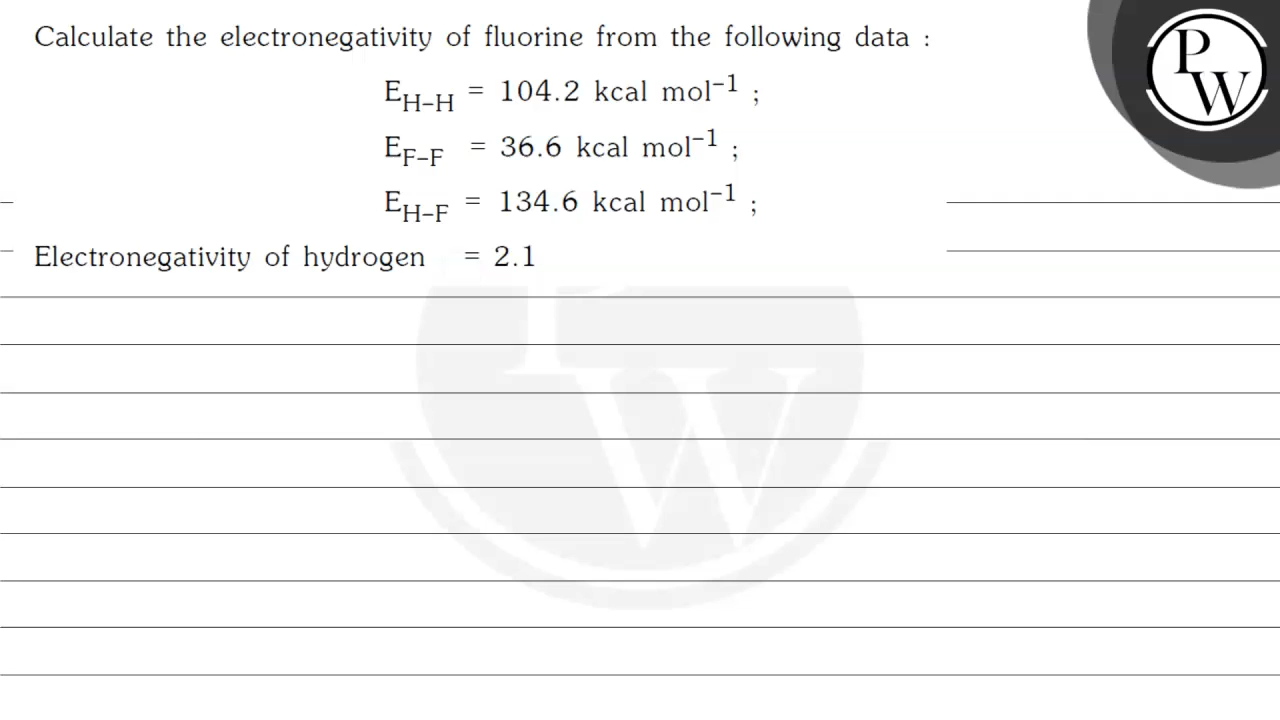 Calculate the electronegativity of fluorine from the following data :
E_H–H = 104.2 kcal mol⁻¹ ;
E_F–F = 36.6 kcal mol⁻¹ ;
E_H–F = 134.6 kcal mol⁻¹ ;
Electronegativity of hydrogen = 2.1
P
W